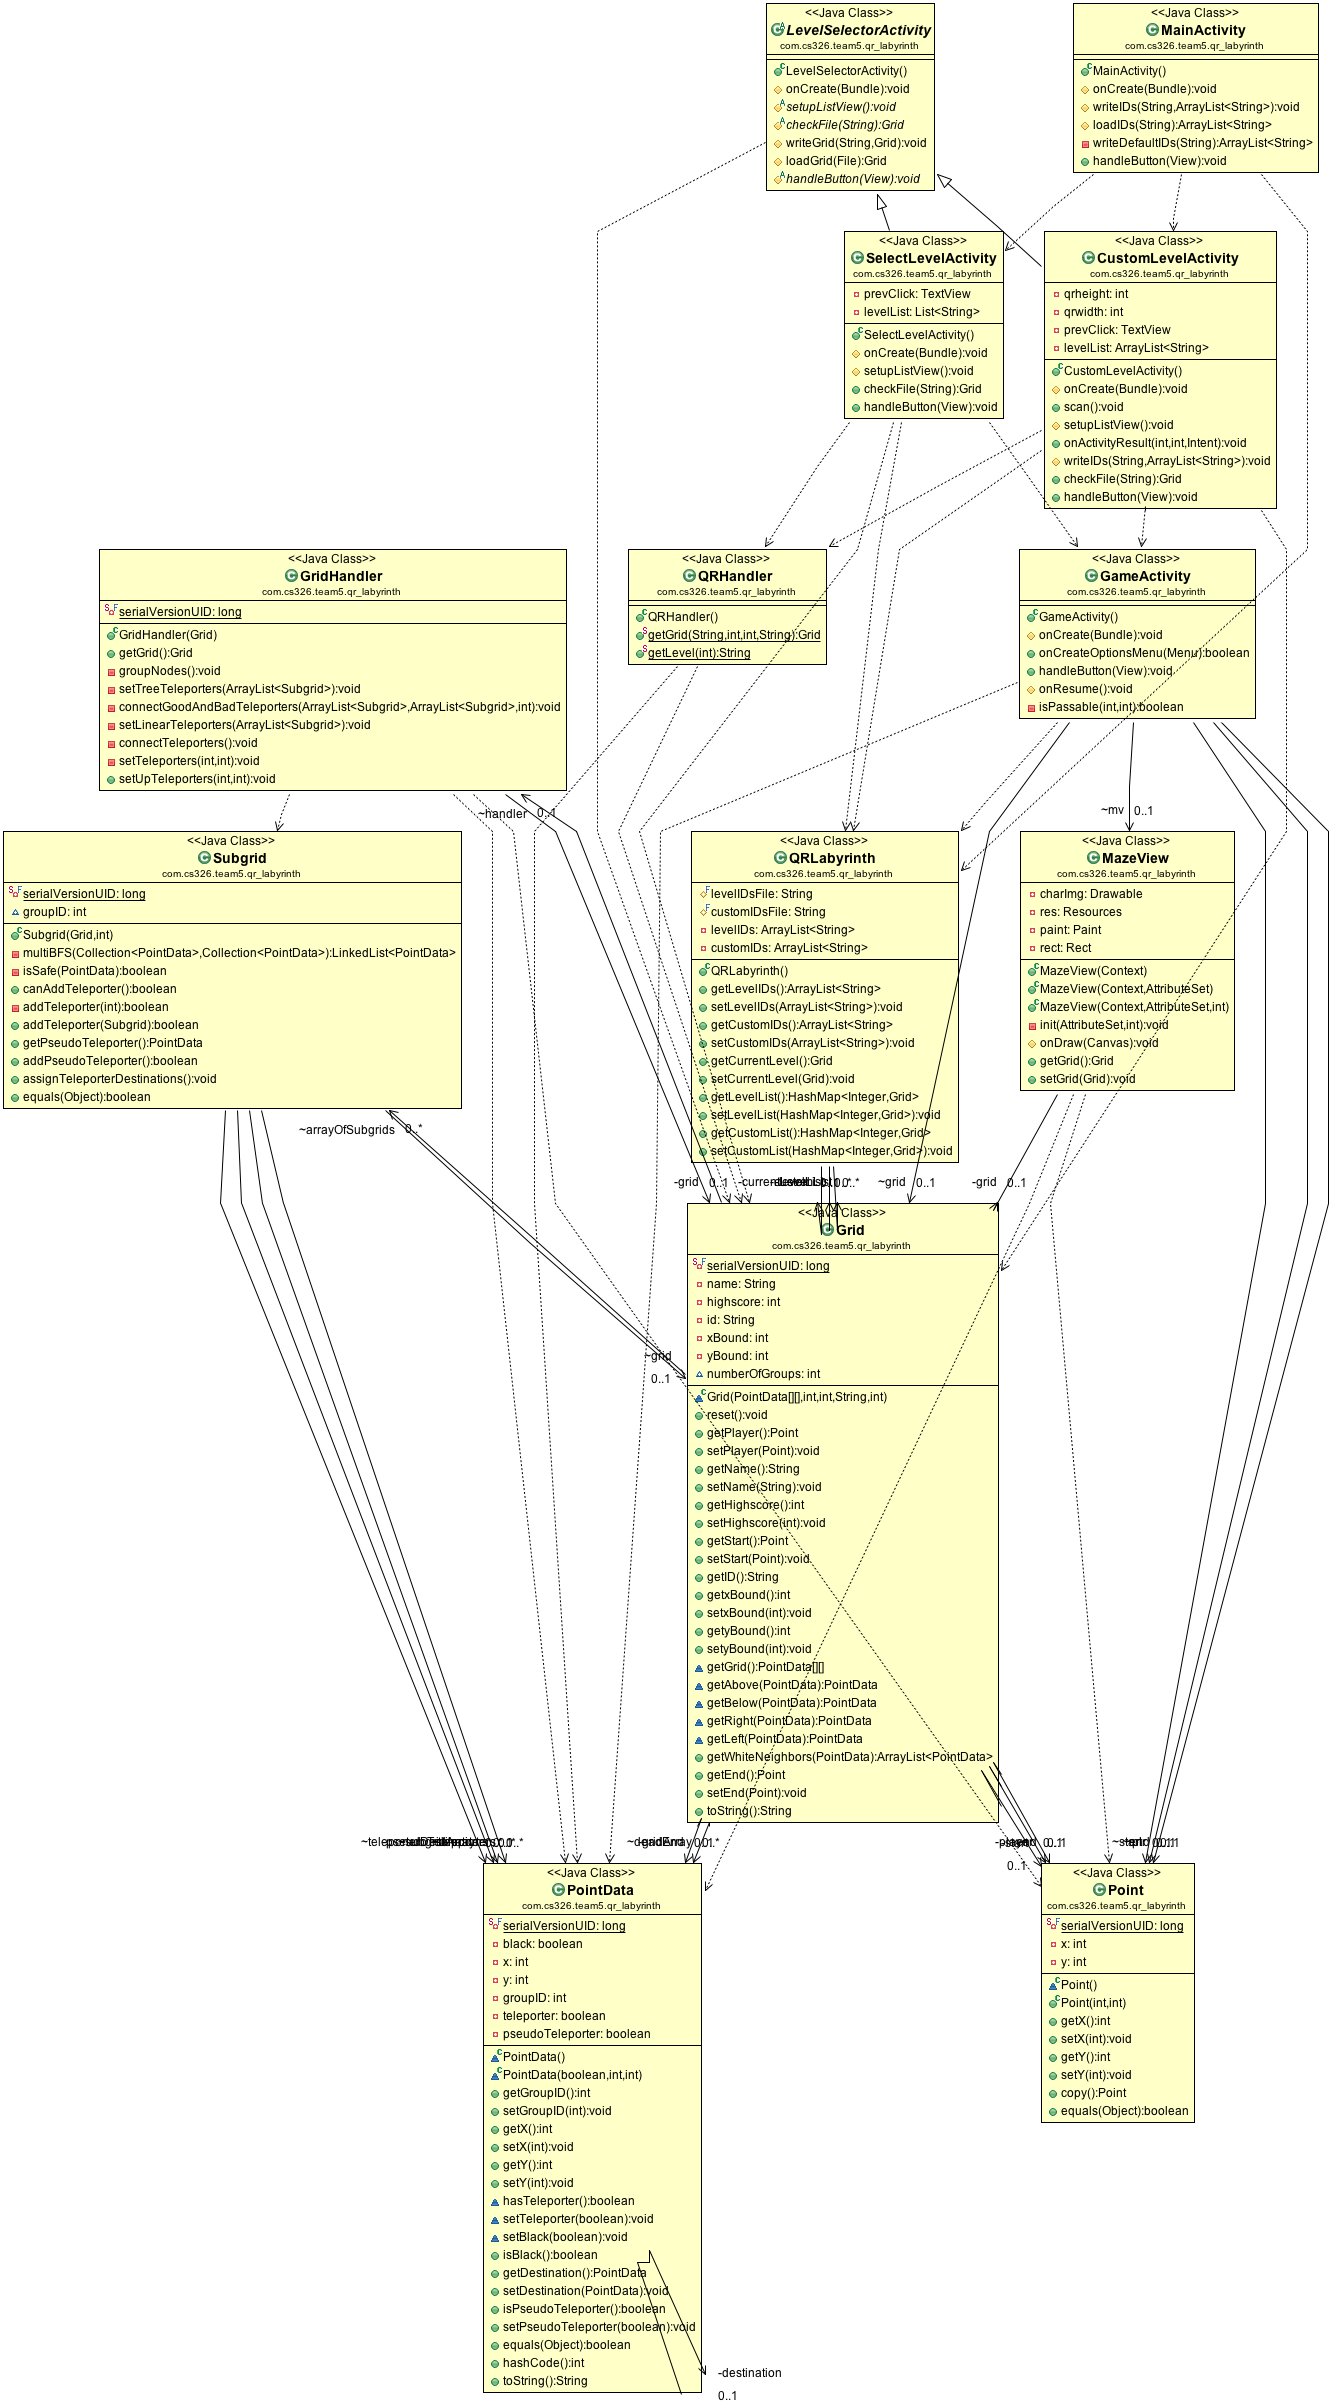 <<Java Class>>
LevelSelectorActivity
com.cs326.team5.qr_labyrinth
LevelSelectorActivity()
onCreate(Bundle):void
setupListView():void
checkFile(String):Grid
writeGrid(String,Grid):void
loadGrid(File):Grid
handleButton(View):void
<<Java Class>>
MainActivity
com.cs326.team5.qr_labyrinth
MainActivity()
onCreate(Bundle):void
writeIDs(String,ArrayList<String>):void
loadIDs(String):ArrayList<String>
writeDefaultIDs(String):ArrayList<String>
handleButton(View):void
<<Java Class>>
SelectLevelActivity
com.cs326.team5.qr_labyrinth
prevClick: TextView
levelList: List<String>
SelectLevelActivity()
onCreate(Bundle):void
setupListView():void
checkFile(String):Grid
handleButton(View):void
<<Java Class>>
CustomLevelActivity
com.cs326.team5.qr_labyrinth
qrheight: int
qrwidth: int
prevClick: TextView
levelList: ArrayList<String>
CustomLevelActivity()
onCreate(Bundle):void
scan():void
setupListView():void
onActivityResult(int,int,Intent):void
writeIDs(String,ArrayList<String>):void
checkFile(String):Grid
handleButton(View):void
<<Java Class>>
GridHandler
com.cs326.team5.qr_labyrinth
serialVersionUID: long
GridHandler(Grid)
getGrid():Grid
groupNodes():void
setTreeTeleporters(ArrayList<Subgrid>):void
connectGoodAndBadTeleporters(ArrayList<Subgrid>,ArrayList<Subgrid>,int):void
setLinearTeleporters(ArrayList<Subgrid>):void
connectTeleporters():void
setTeleporters(int,int):void
setUpTeleporters(int,int):void
<<Java Class>>
QRHandler
com.cs326.team5.qr_labyrinth
QRHandler()
getGrid(String,int,int,String):Grid
getLevel(int):String
<<Java Class>>
GameActivity
com.cs326.team5.qr_labyrinth
GameActivity()
onCreate(Bundle):void
onCreateOptionsMenu(Menu):boolean
handleButton(View):void
onResume():void
isPassable(int,int):boolean
~handler 0..1
~mv 0..1
<<Java Class>>
Subgrid
com.cs326.team5.qr_labyrinth
serialVersionUID: long
groupID: int
Subgrid(Grid,int)
multiBFS(Collection<PointData>,Collection<PointData>):LinkedList<PointData>
isSafe(PointData):boolean
canAddTeleporter():boolean
addTeleporter(int):boolean
addTeleporter(Subgrid):boolean
getPseudoTeleporter():PointData
addPseudoTeleporter():boolean
assignTeleporterDestinations():void
equals(Object):boolean
<<Java Class>>
QRLabyrinth
com.cs326.team5.qr_labyrinth
levelIDsFile: String
customIDsFile: String
levelIDs: ArrayList<String>
customIDs: ArrayList<String>
QRLabyrinth()
getLevelIDs():ArrayList<String>
setLevelIDs(ArrayList<String>):void
getCustomIDs():ArrayList<String>
setCustomIDs(ArrayList<String>):void
getCurrentLevel():Grid
setCurrentLevel(Grid):void
getLevelList():HashMap<Integer,Grid>
setLevelList(HashMap<Integer,Grid>):void
getCustomList():HashMap<Integer,Grid>
setCustomList(HashMap<Integer,Grid>):void
<<Java Class>>
MazeView
com.cs326.team5.qr_labyrinth
charImg: Drawable
res: Resources
paint: Paint
rect: Rect
MazeView(Context)
MazeView(Context,AttributeSet)
MazeView(Context,AttributeSet,int)
init(AttributeSet,int):void
onDraw(Canvas):void
getGrid():Grid
setGrid(Grid):void
~arrayOfSubgrids 0..*
-grid 0..1
~grid 0..1
-grid 0..1
<<Java Class>>
Grid
com.cs326.team5.qr_labyrinth
serialVersionUID: long
name: String
highscore: int
id: String
xBound: int
yBound: int
numberOfGroups: int
Grid(PointData[][],int,int,String,int)
reset():void
getPlayer():Point
setPlayer(Point):void
getName():String
setName(String):void
getHighscore():int
setHighscore(int):void
getStart():Point
setStart(Point):void
getID():String
getxBound():int
setxBound(int):void
getyBound():int
setyBound(int):void
getGrid():PointData[][]
getAbove(PointData):PointData
getBelow(PointData):PointData
getRight(PointData):PointData
getLeft(PointData):PointData
getWhiteNeighbors(PointData):ArrayList<PointData>
getEnd():Point
setEnd(Point):void
toString():String
~grid
0..1
0..1
<<Java Class>>
PointData
com.cs326.team5.qr_labyrinth
serialVersionUID: long
black: boolean
x: int
y: int
groupID: int
teleporter: boolean
pseudoTeleporter: boolean
PointData()
PointData(boolean,int,int)
getGroupID():int
setGroupID(int):void
getX():int
setX(int):void
getY():int
setY(int):void
hasTeleporter():boolean
setTeleporter(boolean):void
setBlack(boolean):void
isBlack():boolean
getDestination():PointData
setDestination(PointData):void
isPseudoTeleporter():boolean
setPseudoTeleporter(boolean):void
equals(Object):boolean
hashCode():int
toString():String
-destination
0..1
<<Java Class>>
Point
com.cs326.team5.qr_labyrinth
serialVersionUID: long
x: int
y: int
Point()
Point(int,int)
getX():int
setX(int):void
getY():int
setY(int):void
copy():Point
equals(Object):boolean